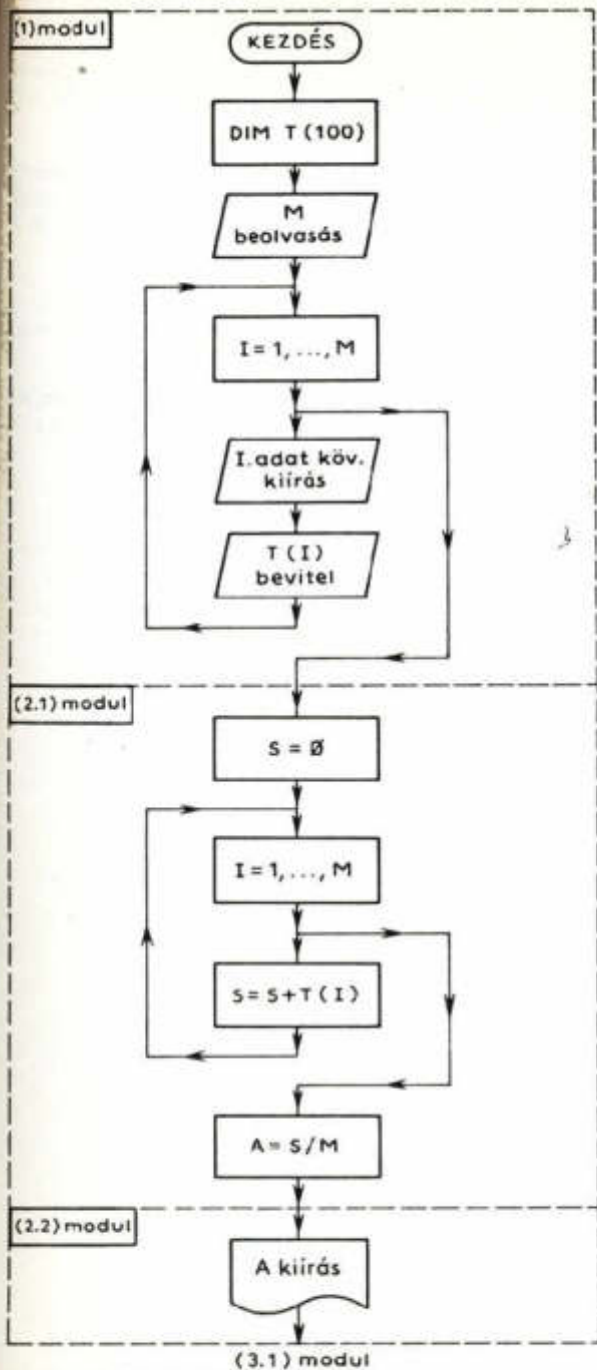 (1) modul
KEZDÉS
DIM T(100)
M
beolvasás
I = 1, ..., M
I. adat köv.
kiírás
T(I)
bevitel
(2.1) modul
S = Ø
I = 1, ..., M
S = S+T(I)
A = S/M
(2.2) modul
A kiírás
(3.1) modul